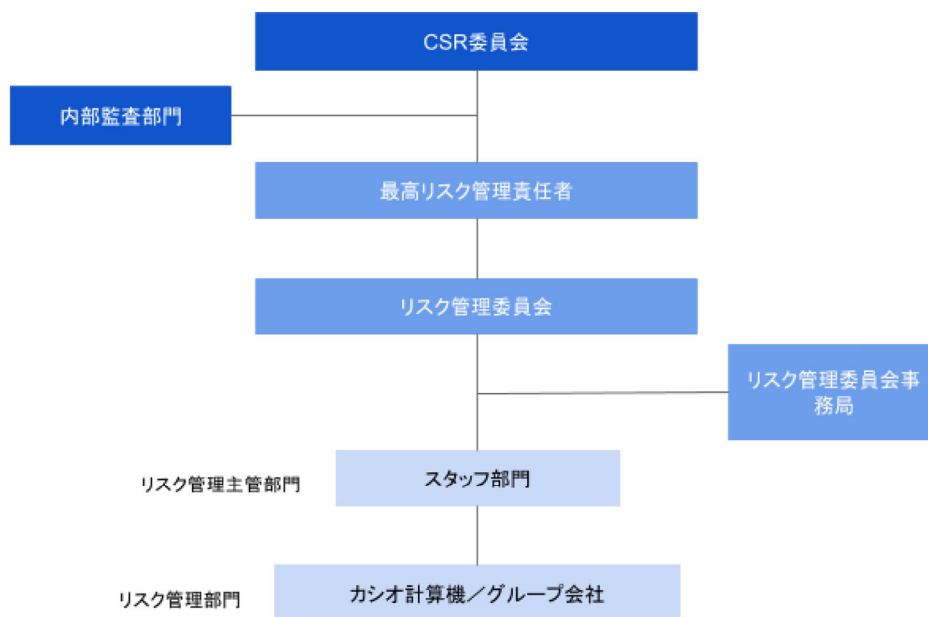 CSR委員会
内部監査部門
最高リスク管理責任者
リスク管理委員会
リスク管理委員会事
務局
リスク管理主管部門
スタッフ部門
リスク管理部門
カシオ計算機／グループ会社